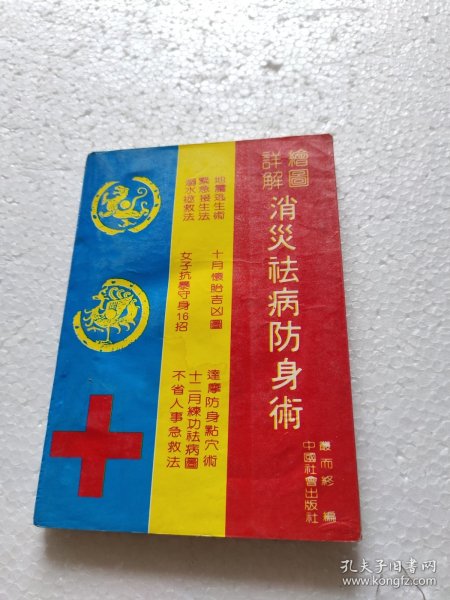 繪圖
詳解
消災祛病防身術
叢而終 編
中國社會出版社
地震逃生術
緊急接生法
溺水搶救法
十月懷胎吉凶圖
女子抗暴守身16招
達摩防身點穴術
十二月練功祛病圖
不省人事急救法
孔夫子旧书网
www.kongfz.com